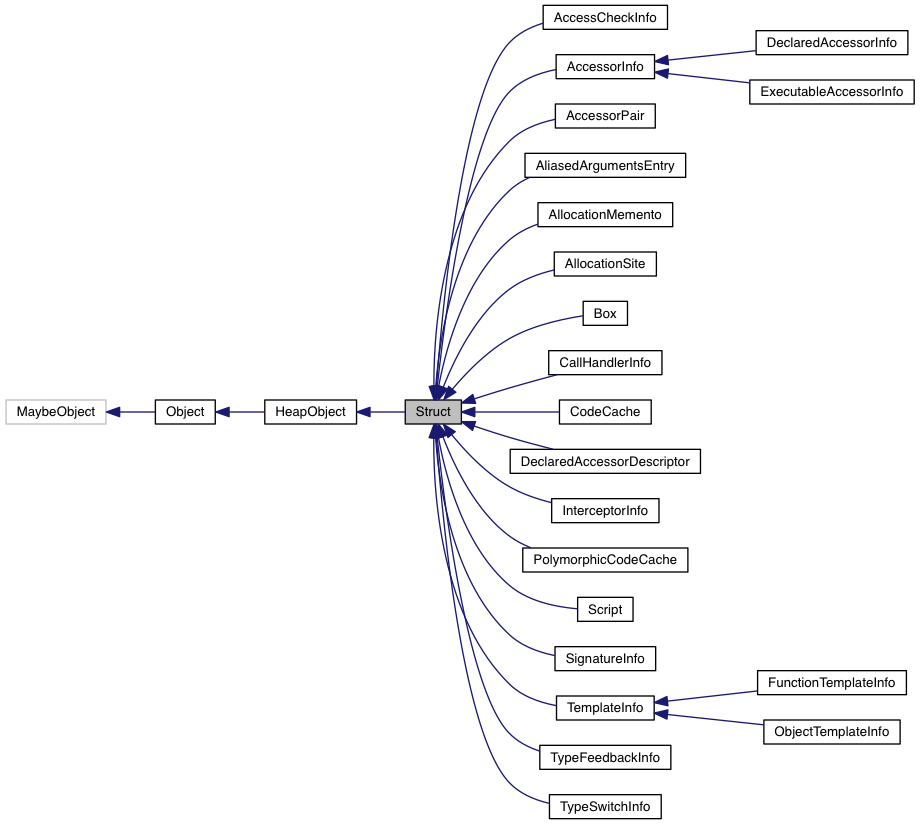 AccessCheckInfo
DeclaredAccessorInfo
AccessorInfo
ExecutableAccessorInfo
AccessorPair
AliasedArgumentsEntry
AllocationMemento
AllocationSite
Box
CallHandlerInfo
MaybeObject
Object
HeapObject
Struct
CodeCache
DeclaredAccessorDescriptor
InterceptorInfo
PolymorphicCodeCache
Script
SignatureInfo
FunctionTemplateInfo
TemplateInfo
ObjectTemplateInfo
TypeFeedbackInfo
TypeSwitchInfo